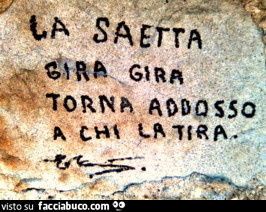 LA SAETTA
GIRA GIRA
TORNA ADDOSSO
A CHI LA TIRA.
visto su facciabuco.com